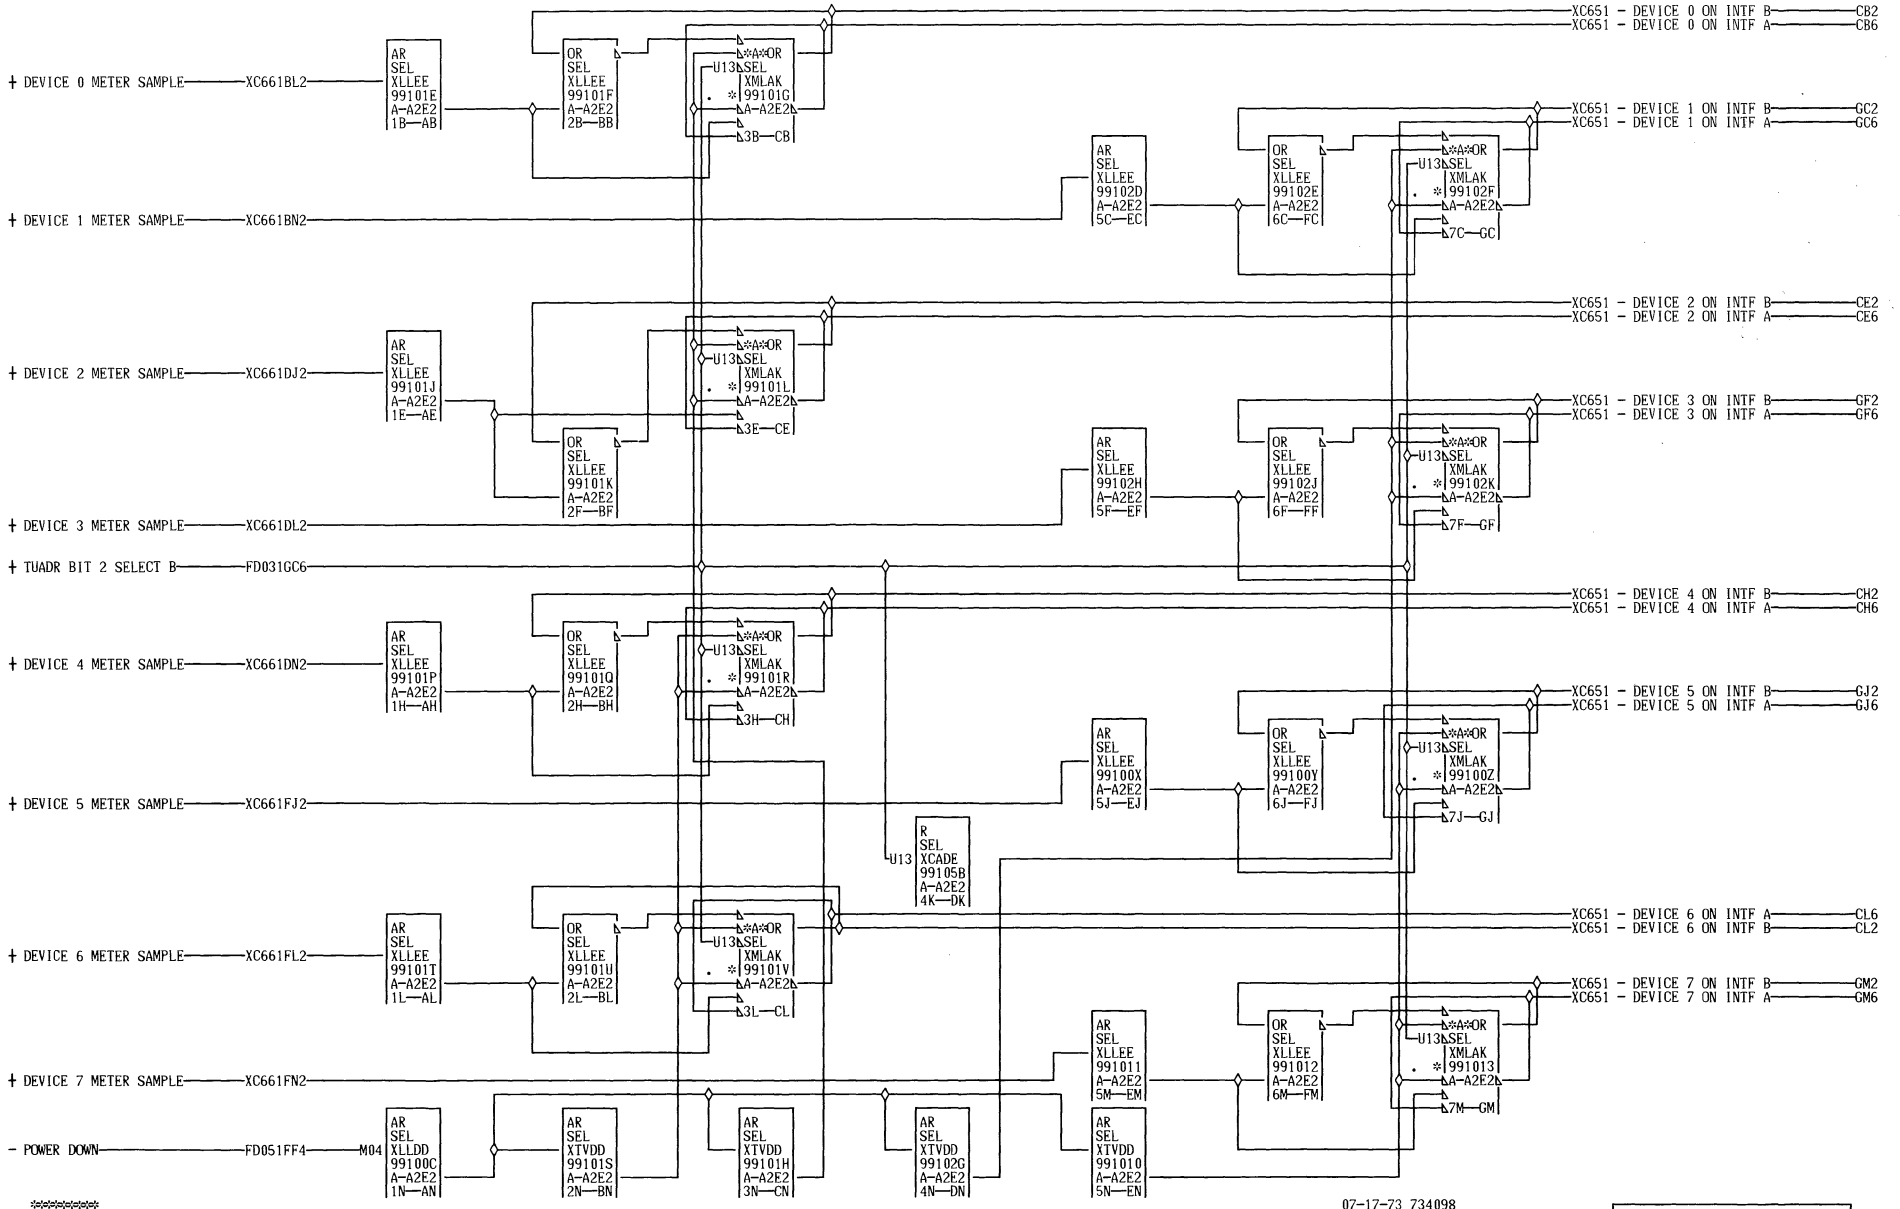 XC651 - DEVICE 0 ON INTF B CB2
XC651 - DEVICE 0 ON INTF A CB6
+ DEVICE 0 METER SAMPLE XC661BL2
AR
SEL
XLLEE
99101E
A-A2E2
1B-AB
OR
SEL
XLLEE
99101F
A-A2E2
2B-BB
*A*OR
U13 SEL
XMLAK
. * 99101G
A-A2E2
3B-CB
XC651 - DEVICE 1 ON INTF B GC2
XC651 - DEVICE 1 ON INTF A GC6
+ DEVICE 1 METER SAMPLE XC661BN2
AR
SEL
XLLEE
99102D
A-A2E2
5C-EC
OR
SEL
XLLEE
99102E
A-A2E2
6C-FC
*A*OR
U13 SEL
XMLAK
. * 99102F
A-A2E2
7C-GC
XC651 - DEVICE 2 ON INTF B CE2
XC651 - DEVICE 2 ON INTF A CE6
+ DEVICE 2 METER SAMPLE XC661DJ2
AR
SEL
XLLEE
99101J
A-A2E2
1E-AE
OR
SEL
XLLEE
99101K
A-A2E2
2F-BF
*A*OR
U13 SEL
XMLAK
. * 99101L
A-A2E2
3E-CE
XC651 - DEVICE 3 ON INTF B GF2
XC651 - DEVICE 3 ON INTF A GF6
+ DEVICE 3 METER SAMPLE XC661DL2
AR
SEL
XLLEE
99102H
A-A2E2
5F-EF
OR
SEL
XLLEE
99102J
A-A2E2
6F-FF
*A*OR
U13 SEL
XMLAK
. * 99102K
A-A2E2
7F-GF
+ TUADR BIT 2 SELECT B FD031GC6
XC651 - DEVICE 4 ON INTF B CH2
XC651 - DEVICE 4 ON INTF A CH6
+ DEVICE 4 METER SAMPLE XC661DN2
AR
SEL
XLLEE
99101P
A-A2E2
1H-AH
OR
SEL
XLLEE
99101Q
A-A2E2
2H-BH
*A*OR
U13 SEL
XMLAK
. * 99101R
A-A2E2
3H-CH
XC651 - DEVICE 5 ON INTF B GJ2
XC651 - DEVICE 5 ON INTF A GJ6
+ DEVICE 5 METER SAMPLE XC661FJ2
AR
SEL
XLLEE
99100X
A-A2E2
5J-EJ
OR
SEL
XLLEE
99100Y
A-A2E2
6J-FJ
*A*OR
U13 SEL
XMLAK
. * 99100Z
A-A2E2
7J-GJ
R
SEL
U13 XCADE
99105B
A-A2E2
4K-DK
XC651 - DEVICE 6 ON INTF A CL6
XC651 - DEVICE 6 ON INTF B CL2
+ DEVICE 6 METER SAMPLE XC661FL2
AR
SEL
XLLEE
99101T
A-A2E2
1L-AL
OR
SEL
XLLEE
99101U
A-A2E2
2L-BL
*A*OR
U13 SEL
XMLAK
. * 99101V
A-A2E2
3L-CL
XC651 - DEVICE 7 ON INTF B GM2
XC651 - DEVICE 7 ON INTF A GM6
+ DEVICE 7 METER SAMPLE XC661FN2
AR
SEL
XLLEE
991011
A-A2E2
5M-EM
OR
SEL
XLLEE
991012
A-A2E2
6M-FM
*A*OR
U13 SEL
XMLAK
. * 991013
A-A2E2
7M-GM
- POWER DOWN FD051FF4 M04
AR
SEL
XLLDD
99100C
A-A2E2
1N-AN
AR
SEL
XTVDD
99101S
A-A2E2
2N-BN
AR
SEL
XTVDD
99101H
A-A2E2
3N-CN
AR
SEL
XTVDD
99102G
A-A2E2
4N-DN
AR
SEL
XTVDD
991010
A-A2E2
5N-EN
07-17-73 734098